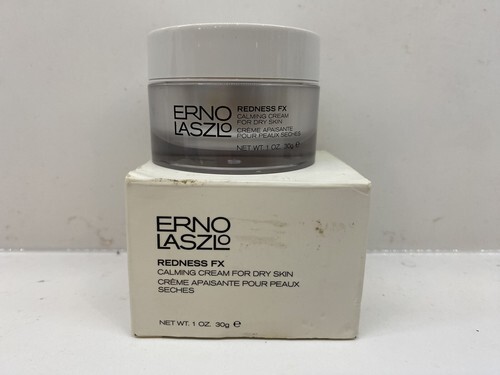 ERNO
LASZLO
REDNESS FX
CALMING CREAM
FOR DRY SKIN
CRÈME APAISANTE
POUR PEAUX SECHES
NET WT. 1 OZ. 30g ℮
ERNO
LASZLO
REDNESS FX
CALMING CREAM FOR DRY SKIN
CRÈME APAISANTE POUR PEAUX
SECHES
NET WT. 1 OZ. 30g ℮